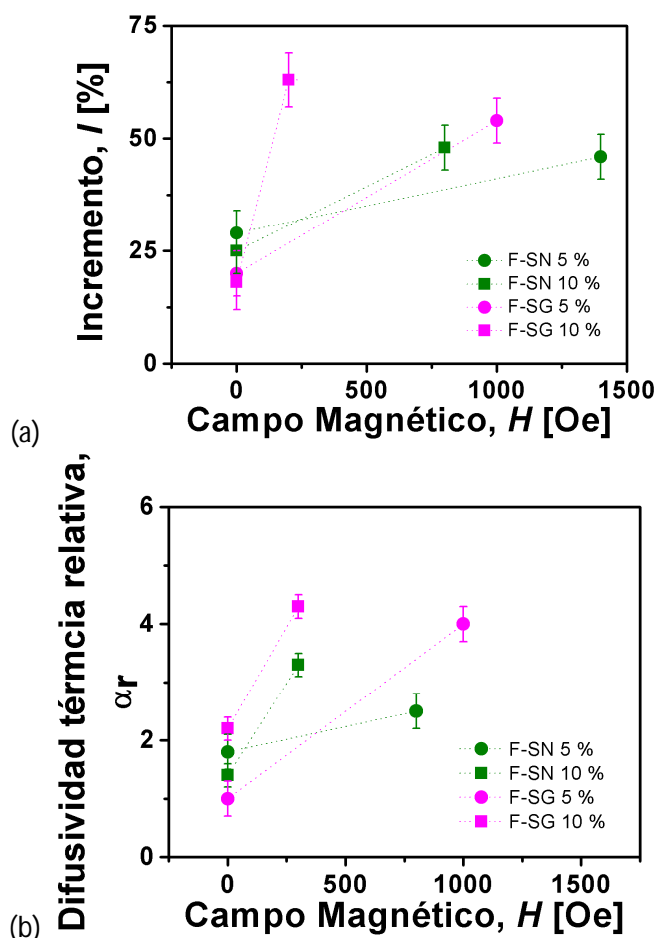 75
50
25
0
Incremento, I [%]
F-SN 5 %
F-SN 10 %
F-SG 5 %
F-SG 10 %
0 500 1000 1500
Campo Magnético, H [Oe]
(a)
6
4
2
0
Difusividad térmcia relativa,
αr
F-SN 5 %
F-SN 10 %
F-SG 5 %
F-SG 10 %
0 500 1000 1500
Campo Magnético, H [Oe]
(b)